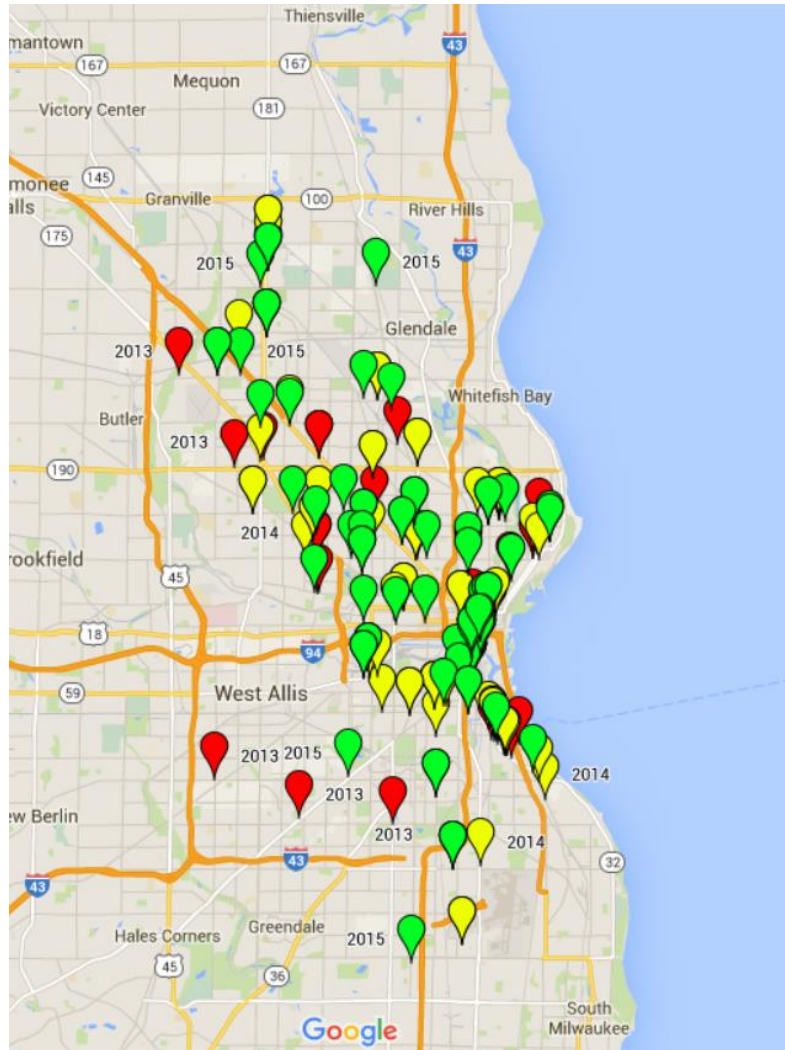 Thiensville
mantown
43
167
167
Mequon
181
Victory Center
145
monee
alls
Granville
100
River Hills
175
43
2015
2015
Glendale
2013
2015
Whitefish Bay
Butler
2013
190
2014
rookfield
45
18
94
59
West Allis
2013
2015
2014
2013
ew Berlin
2013
2014
43
32
43
Greendale
Hales Corners
2015
45
36
South
Milwaukee
Google